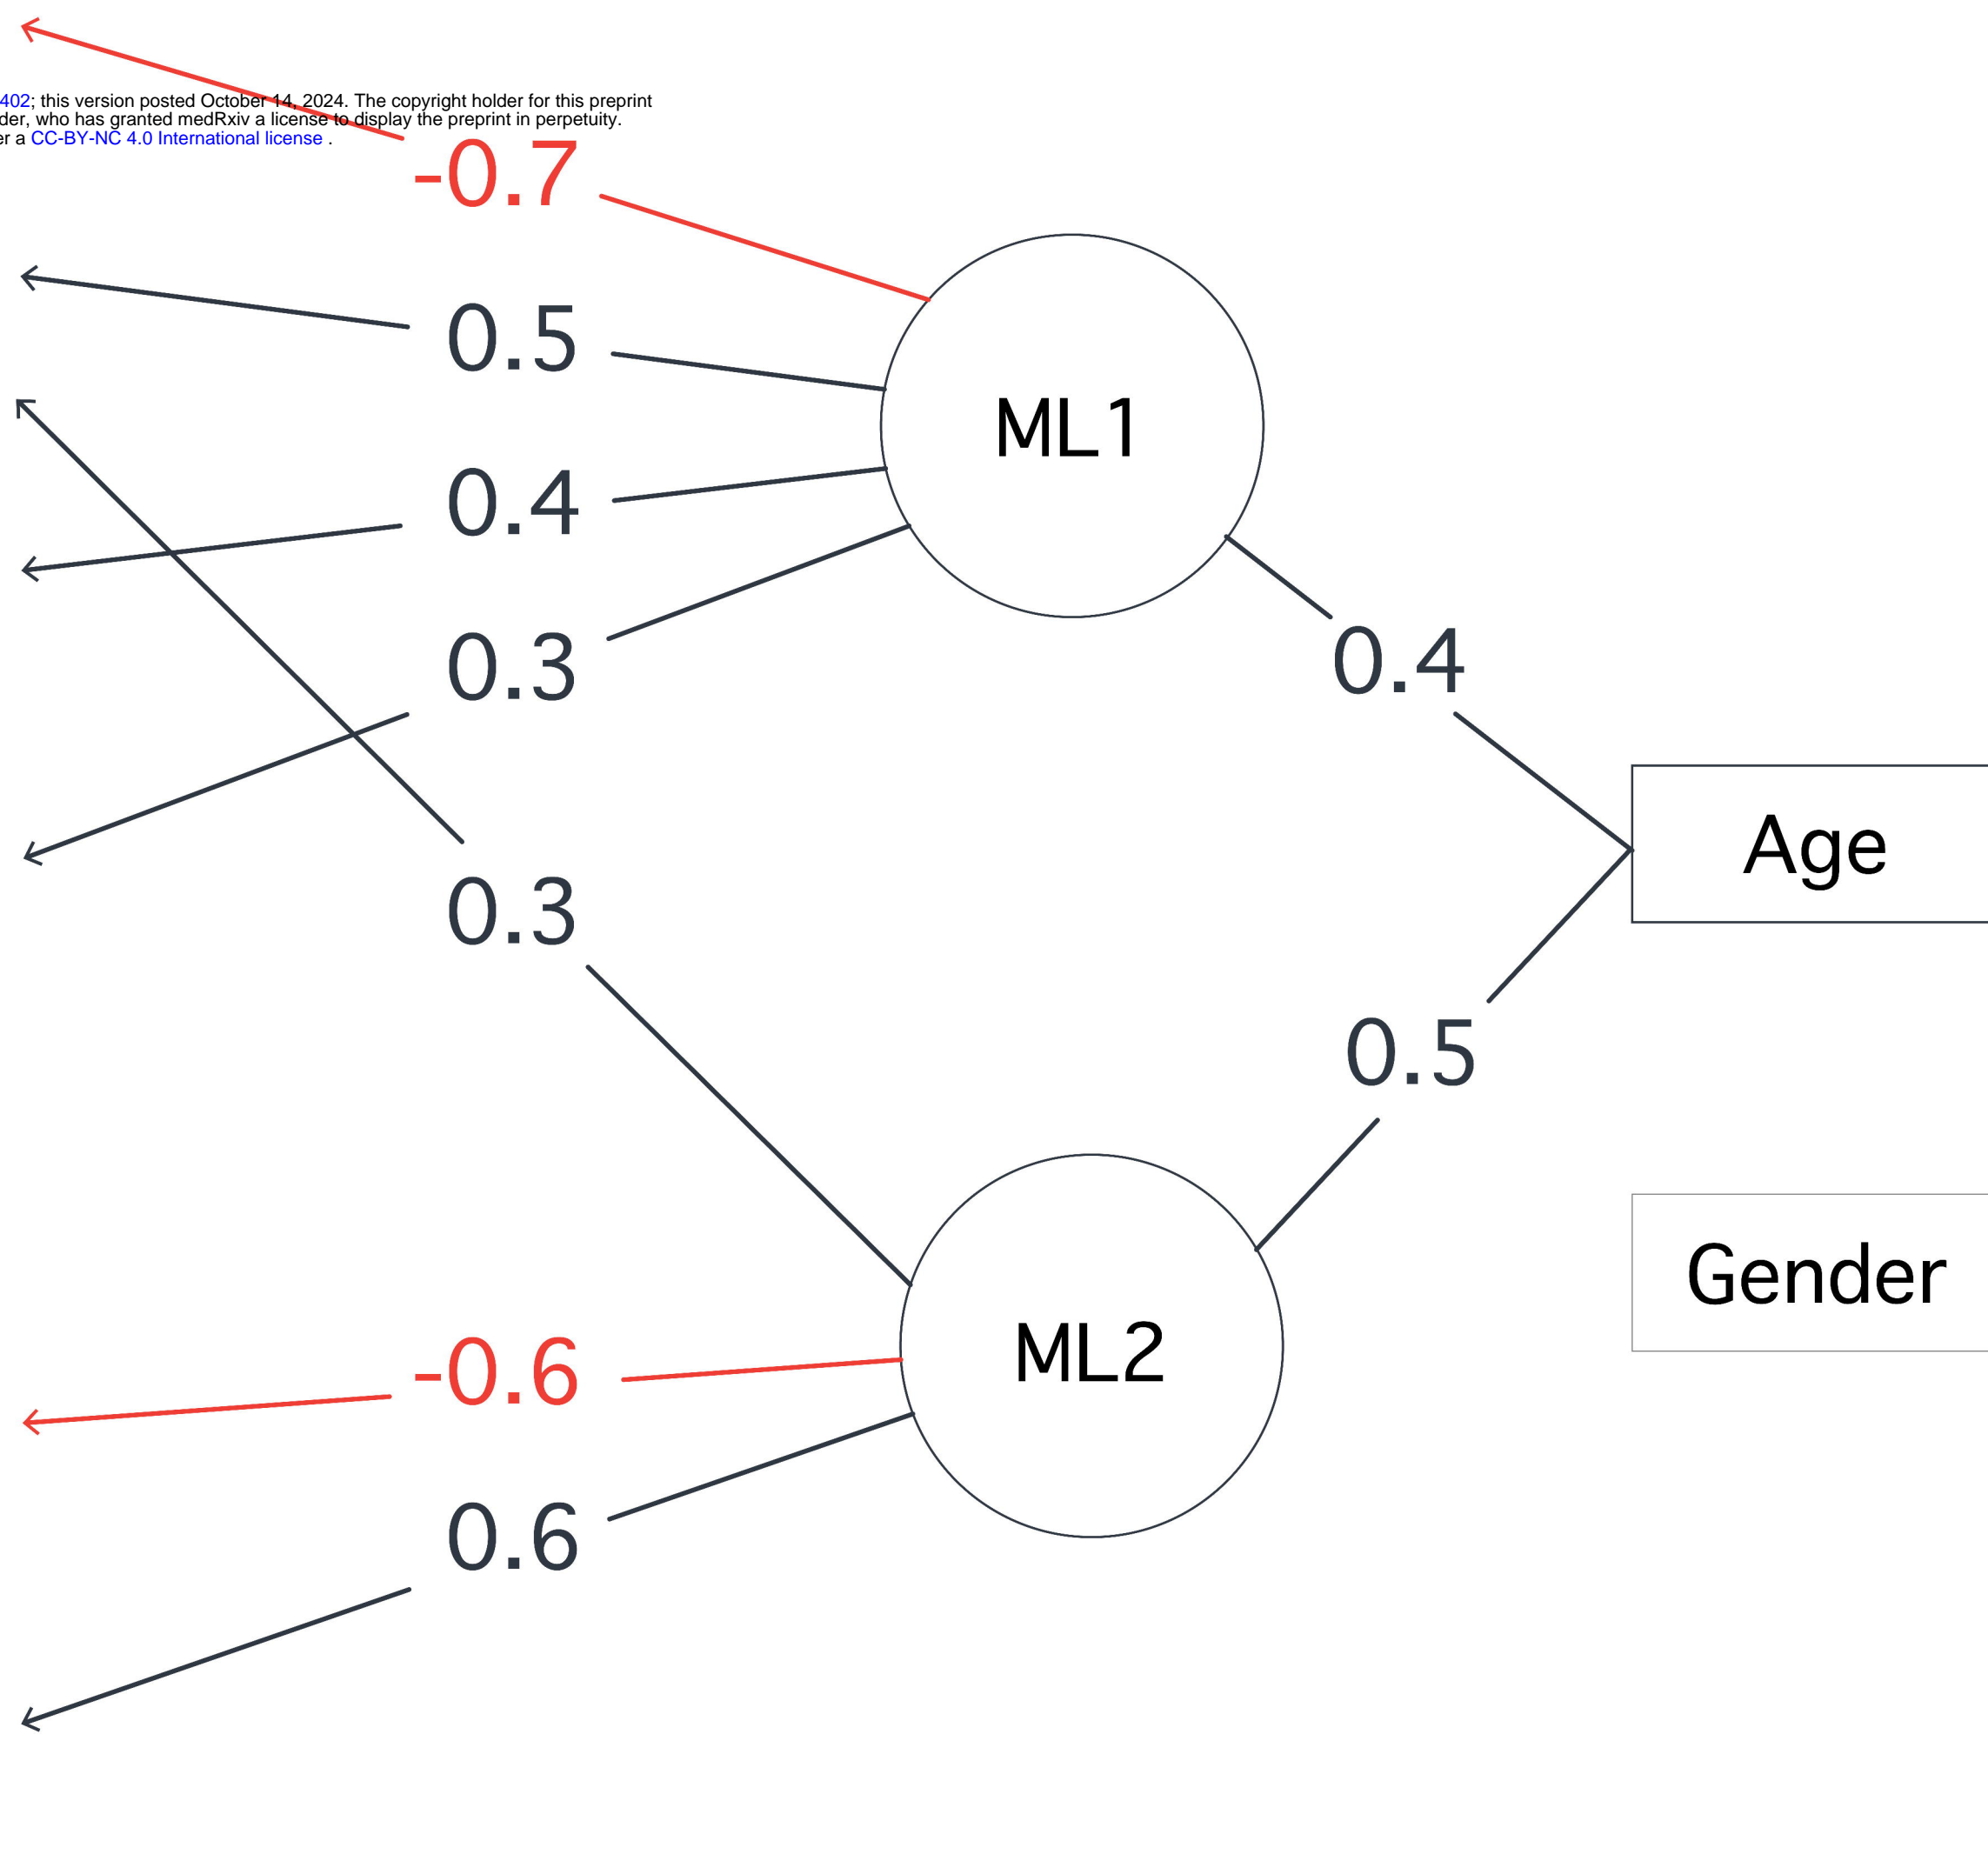 402; this version posted October 14, 2024. The copyright holder for this preprint
der, who has granted medRxiv a license to display the preprint in perpetuity.
er a CC-BY-NC 4.0 International license .
-0.7
0.5
ML1
0.4
0.3
0.4
Age
0.3
0.5
Gender
ML2
-0.6
0.6